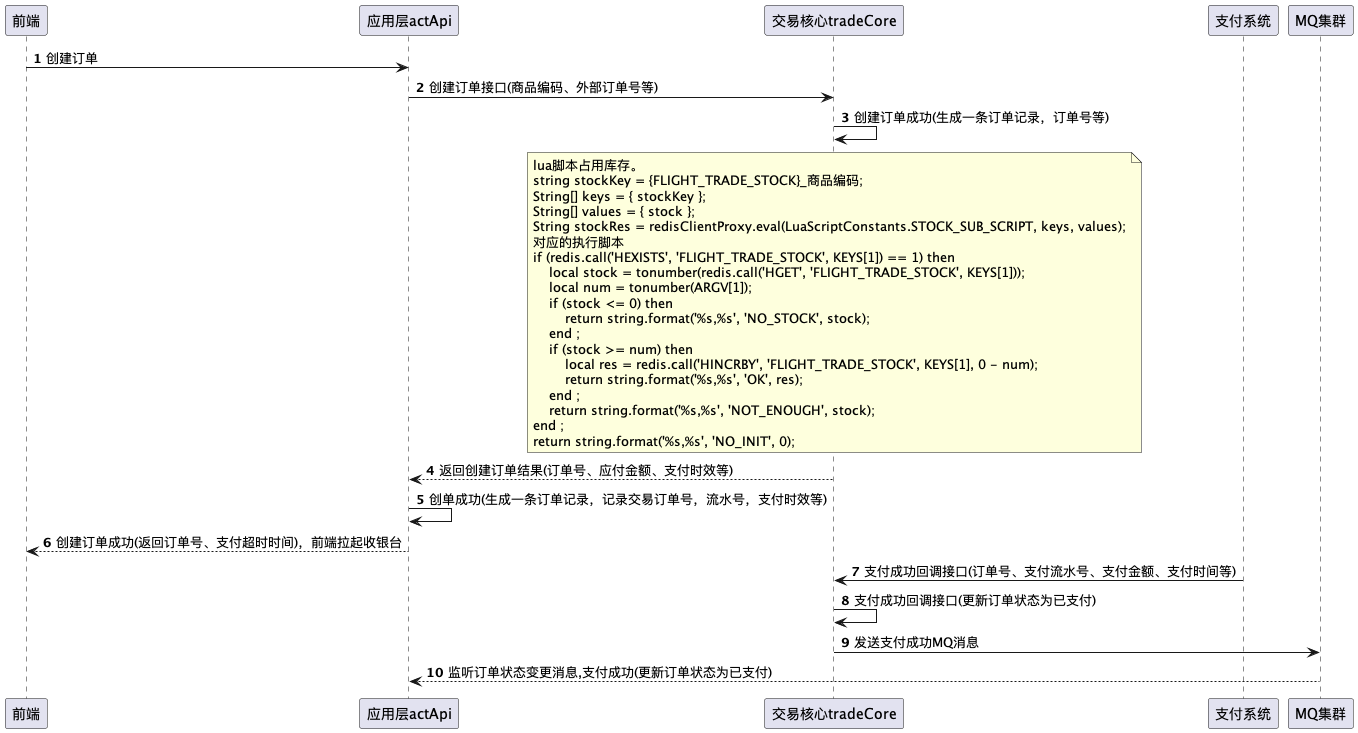 前端 应用层actApi 交易核心tradeCore 支付系统 MQ集群
1 创建订单
2 创建订单接口(商品编码、外部订单号等)
3 创建订单成功(生成一条订单记录，订单号等)
lua脚本占用库存。
string stockKey = {FLIGHT_TRADE_STOCK}_商品编码;
String[] keys = { stockKey };
String[] values = { stock };
String stockRes = redisClientProxy.eval(LuaScriptConstants.STOCK_SUB_SCRIPT, keys, values);
对应的执行脚本
if (redis.call('HEXISTS', 'FLIGHT_TRADE_STOCK', KEYS[1]) == 1) then
local stock = tonumber(redis.call('HGET', 'FLIGHT_TRADE_STOCK', KEYS[1]));
local num = tonumber(ARGV[1]);
if (stock <= 0) then
return string.format('%s,%s', 'NO_STOCK', stock);
end ;
if (stock >= num) then
local res = redis.call('HINCRBY', 'FLIGHT_TRADE_STOCK', KEYS[1], 0 - num);
return string.format('%s,%s', 'OK', res);
end ;
return string.format('%s,%s', 'NOT_ENOUGH', stock);
end ;
return string.format('%s,%s', 'NO_INIT', 0);
4 返回创建订单结果(订单号、应付金额、支付时效等)
5 创单成功(生成一条订单记录，记录交易订单号，流水号，支付时效等)
6 创建订单成功(返回订单号、支付超时时间)，前端拉起收银台
7 支付成功回调接口(订单号、支付流水号、支付金额、支付时间等)
8 支付成功回调接口(更新订单状态为已支付)
9 发送支付成功MQ消息
10 监听订单状态变更消息,支付成功(更新订单状态为已支付)
前端 应用层actApi 交易核心tradeCore 支付系统 MQ集群